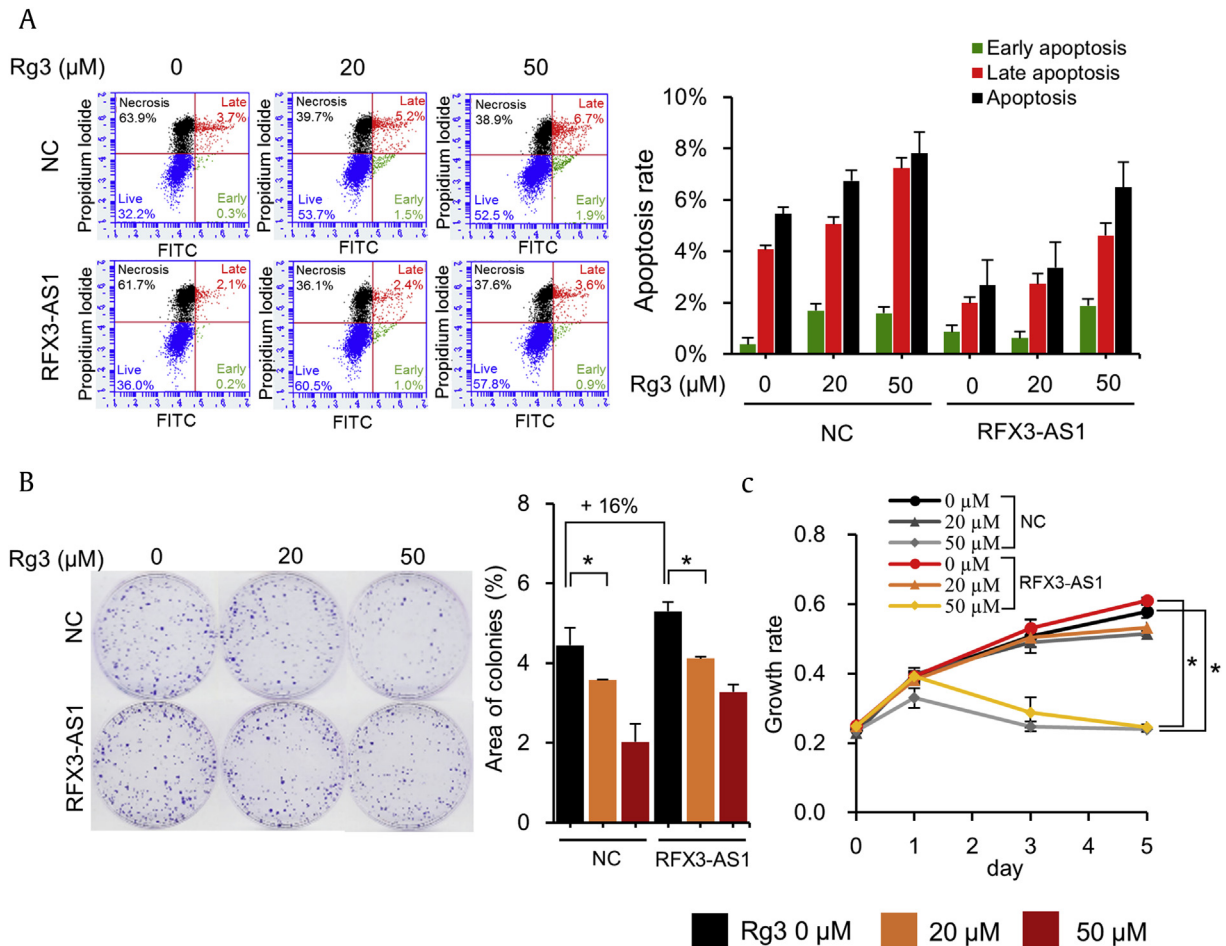 A
Rg3 (µM) 0 20 50
NC
Propidium Iodide
Necrosis 63.9%
Late 3.7%
Live 32.2%
Early 0.3%
FITC
Propidium Iodide
Necrosis 39.7%
Late 5.2%
Live 53.7%
Early 1.5%
FITC
Propidium Iodide
Necrosis 38.9%
Late 6.7%
Live 52.5%
Early 1.9%
FITC
RFX3-AS1
Propidium Iodide
Necrosis 61.7%
Late 2.1%
Live 36.0%
Early 0.2%
FITC
Propidium Iodide
Necrosis 36.1%
Late 2.4%
Live 60.5%
Early 1.0%
FITC
Propidium Iodide
Necrosis 37.6%
Late 3.6%
Live 57.8%
Early 0.9%
FITC
Early apoptosis
Late apoptosis
Apoptosis
Apoptosis rate
10%
8%
6%
4%
2%
0%
Rg3 (µM) 0 20 50 0 20 50
NC RFX3-AS1
B
Rg3 (µM) 0 20 50
NC
RFX3-AS1
Area of colonies (%)
8
6
4
2
0
+ 16%
*
*
NC RFX3-AS1
c
0 µM
20 µM
50 µM
NC
0 µM
20 µM
50 µM
RFX3-AS1
Growth rate
0.8
0.6
0.4
0.2
0.0
*
*
0 1 2 3 4 5
day
Rg3 0 µM 20 µM 50 µM